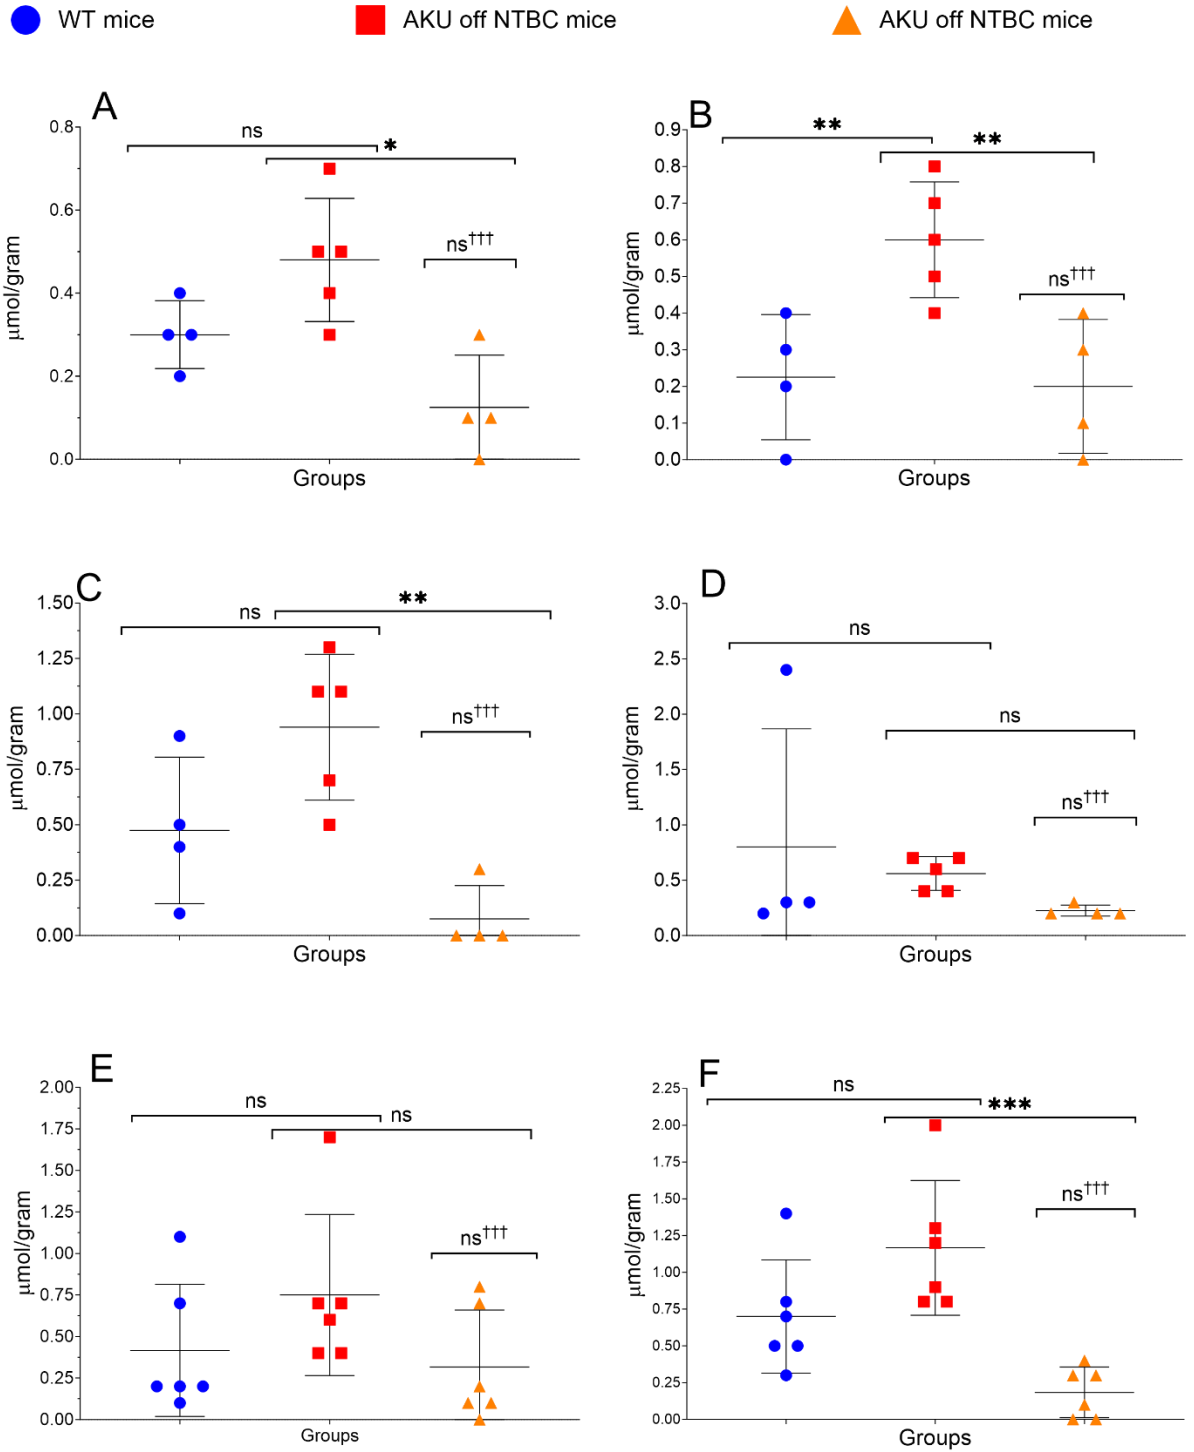 WT mice AKU off NTBC mice AKU off NTBC mice
A
ns
*
ns†††
0.8
0.6
0.4
0.2
0.0
µmol/gram
Groups
B
**
**
ns†††
0.9
0.8
0.7
0.6
0.5
0.4
0.3
0.2
0.1
0.0
µmol/gram
Groups
C
**
ns
ns†††
1.50
1.25
1.00
0.75
0.50
0.25
0.00
µmol/gram
Groups
D
ns
ns
ns†††
3.0
2.5
2.0
1.5
1.0
0.5
0.0
µmol/gram
Groups
E
ns
ns
ns†††
2.00
1.75
1.50
1.25
1.00
0.75
0.50
0.25
0.00
µmol/gram
Groups
F
ns
***
ns†††
2.25
2.00
1.75
1.50
1.25
1.00
0.75
0.50
0.25
0.00
µmol/gram
Groups